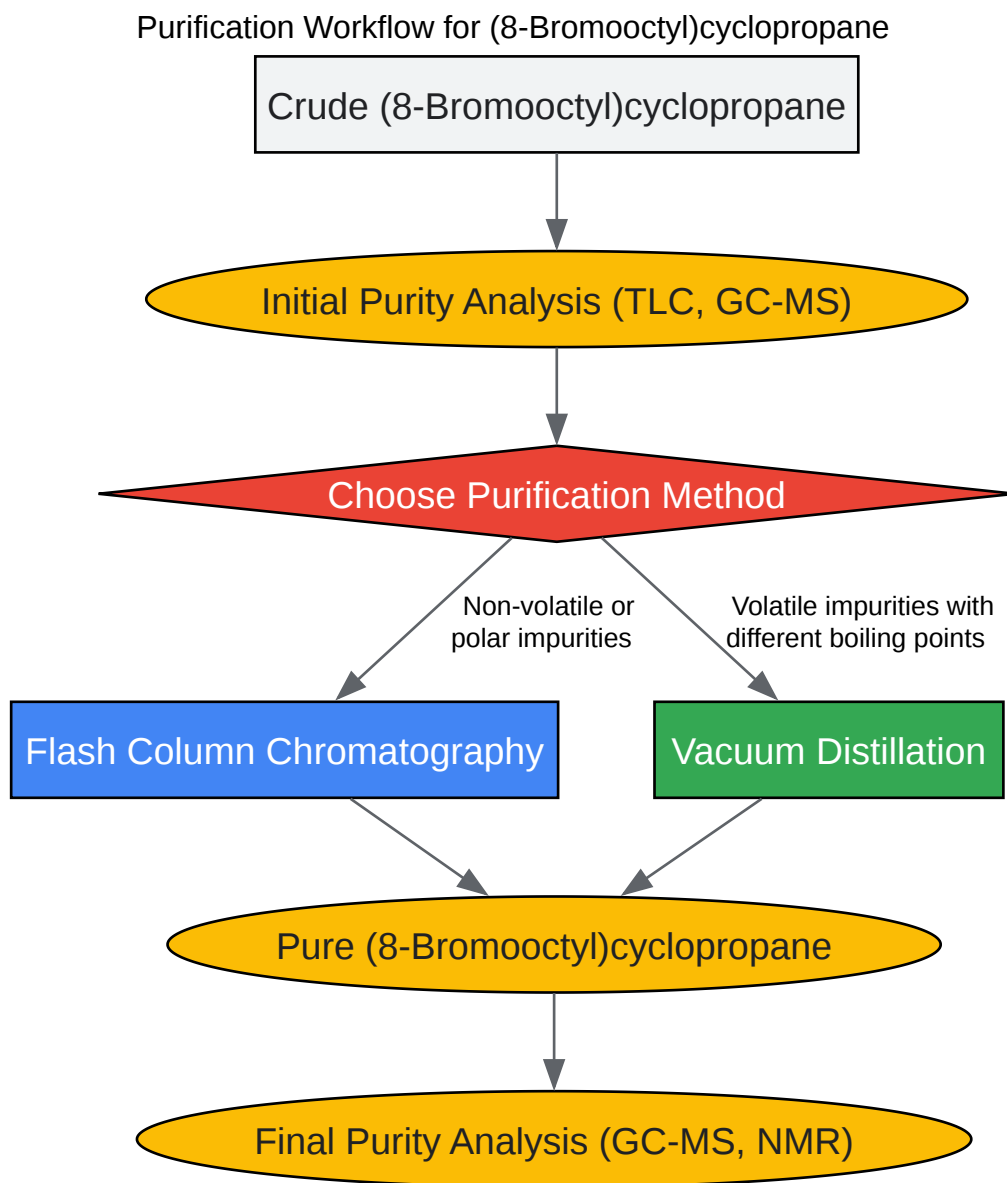 Purification Workflow for (8-Bromooctyl)cyclopropane
Crude (8-Bromooctyl)cyclopropane
Initial Purity Analysis (TLC, GC-MS)
Choose Purification Method
Non-volatile or
polar impurities
Volatile impurities with
different boiling points
Flash Column Chromatography
Vacuum Distillation
Pure (8-Bromooctyl)cyclopropane
Final Purity Analysis (GC-MS, NMR)